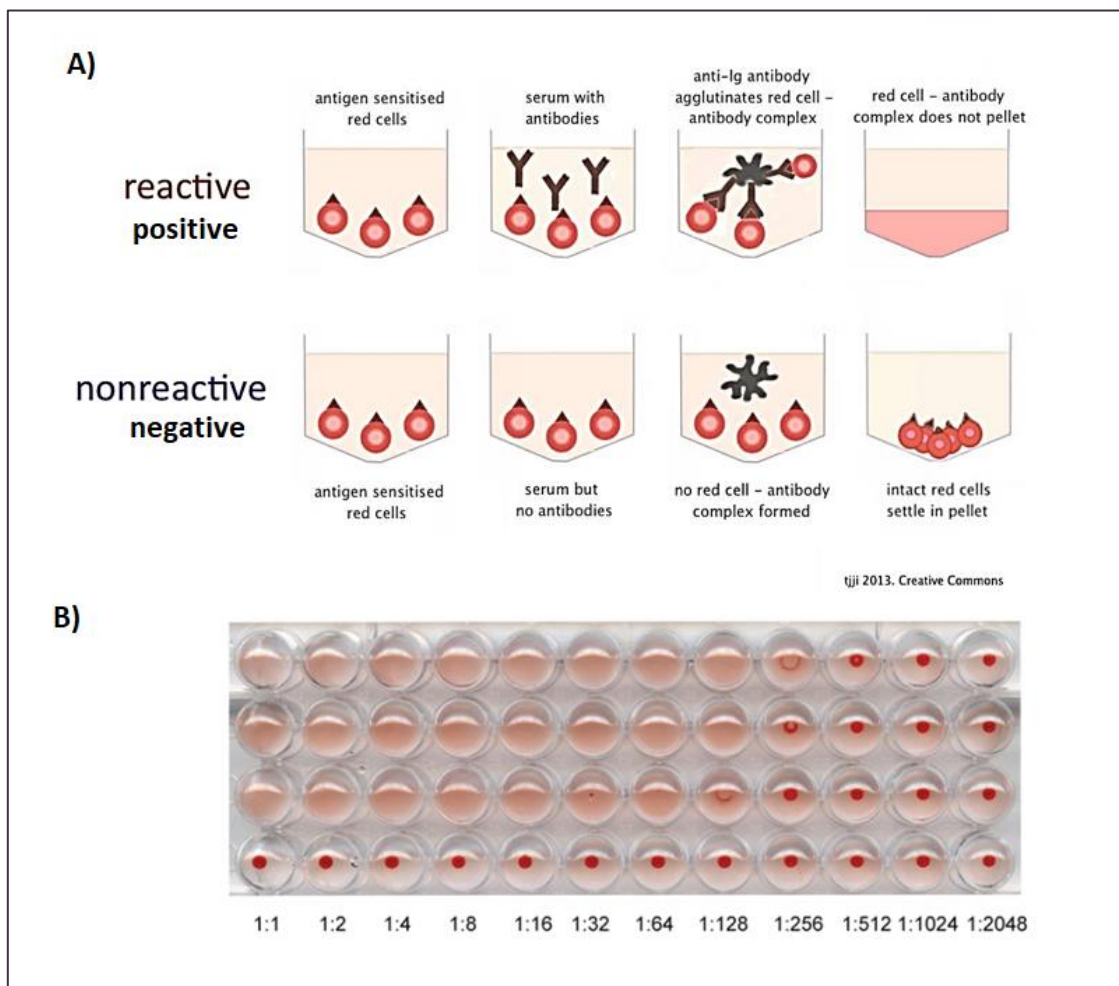 A)
antigen sensitised
red cells
serum with
antibodies
anti-Ig antibody
agglutinates red cell -
antibody complex
red cell - antibody
complex does not pellet
reactive
positive
nonreactive
negative
antigen sensitised
red cells
serum but
no antibodies
no red cell - antibody
complex formed
intact red cells
settle in pellet
tjji 2013. Creative Commons
B)
1:1 1:2 1:4 1:8 1:16 1:32 1:64 1:128 1:256 1:512 1:1024 1:2048